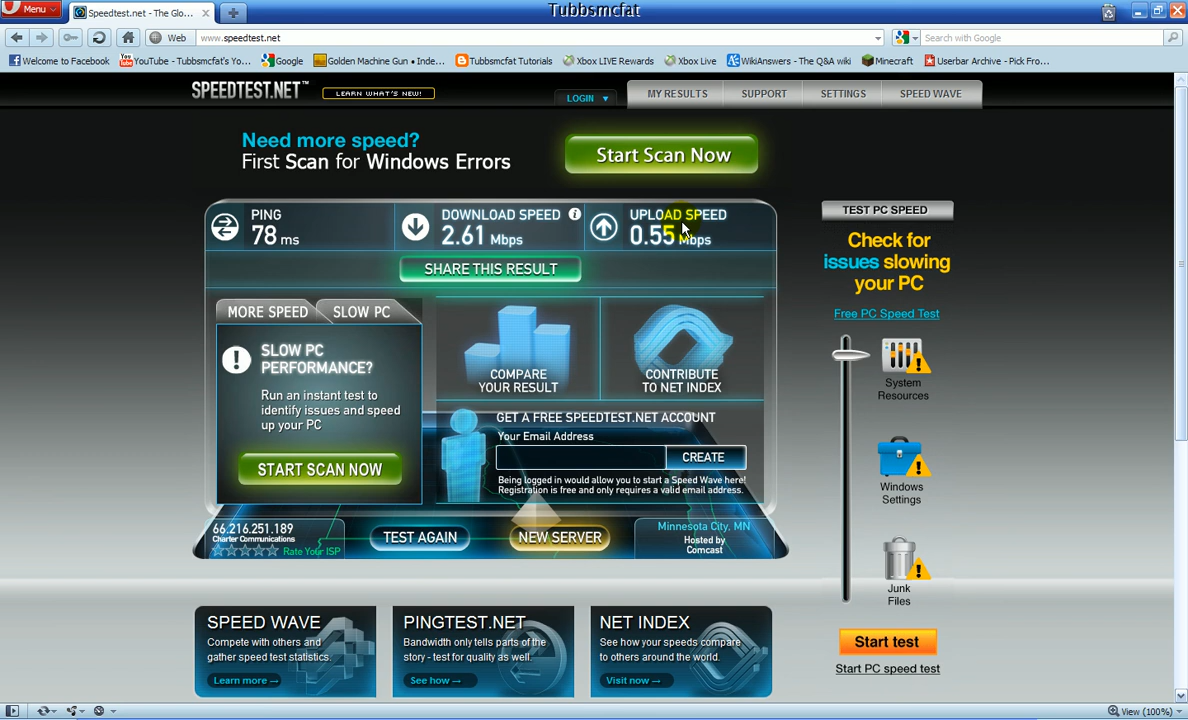 Menu
Speedtest.net - The Glo...
Tubbsmcfat
Web
www.speedtest.net
Search with Google
Welcome to Facebook
YouTube - Tubbsmcfat's Yo...
Google
Golden Machine Gun • Inde...
Tubbsmcfat Tutorials
Xbox LIVE Rewards
Xbox Live
WikiAnswers - The Q&A wiki
Minecraft
Userbar Archive - Pick Fro...
SPEEDTEST.NET™
LEARN WHAT'S NEW!
LOGIN
MY RESULTS
SUPPORT
SETTINGS
SPEED WAVE
Need more speed?
First Scan for Windows Errors
Start Scan Now
PING
78 ms
DOWNLOAD SPEED
2.61 Mbps
UPLOAD SPEED
0.55 Mbps
SHARE THIS RESULT
MORE SPEED
SLOW PC
SLOW PC
PERFORMANCE?
Run an instant test to
identify issues and speed
up your PC
START SCAN NOW
COMPARE
YOUR RESULT
CONTRIBUTE
TO NET INDEX
GET A FREE SPEEDTEST.NET ACCOUNT
Your Email Address
CREATE
Being logged in would allow you to start a Speed Wave here!
Registration is free and only requires a valid email address.
66.216.251.189
Charter Communications
Rate Your ISP
TEST AGAIN
NEW SERVER
Minnesota City, MN
Hosted by
Comcast
TEST PC SPEED
Check for
issues slowing
your PC
Free PC Speed Test
System
Resources
Windows
Settings
Junk
Files
Start test
Start PC speed test
SPEED WAVE
Compete with others and
gather speed test statistics.
Learn more →
PINGTEST.NET
Bandwidth only tells parts of the
story - test for quality as well.
See how →
NET INDEX
See how your speeds compare
to others around the world.
Visit now →
View (100%)